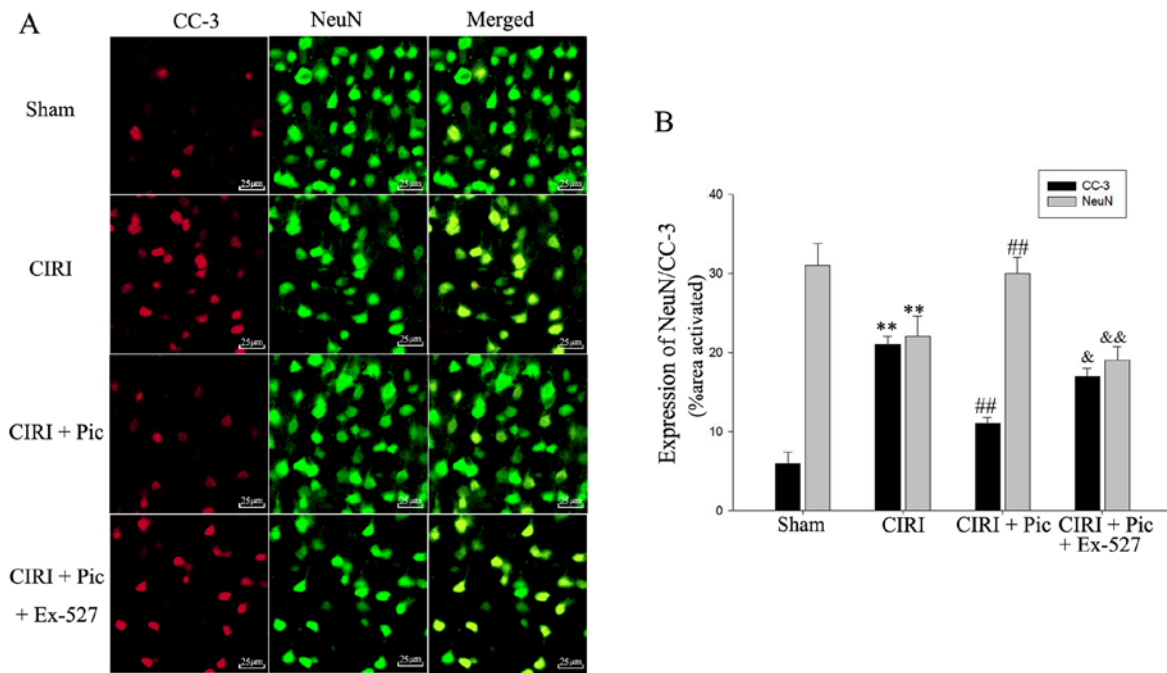 A
CC-3 NeuN Merged
Sham
25μm 25μm 25μm
CIRI
25μm 25μm 25μm
CIRI + Pic
25μm 25μm 25μm
CIRI + Pic
+ Ex-527
25μm 25μm 25μm
B
CC-3
NeuN
Expression of NeuN/CC-3
(%area activated)
40
30
20
10
0
** **
## ##
& &&
Sham CIRI CIRI + Pic CIRI + Pic
+ Ex-527